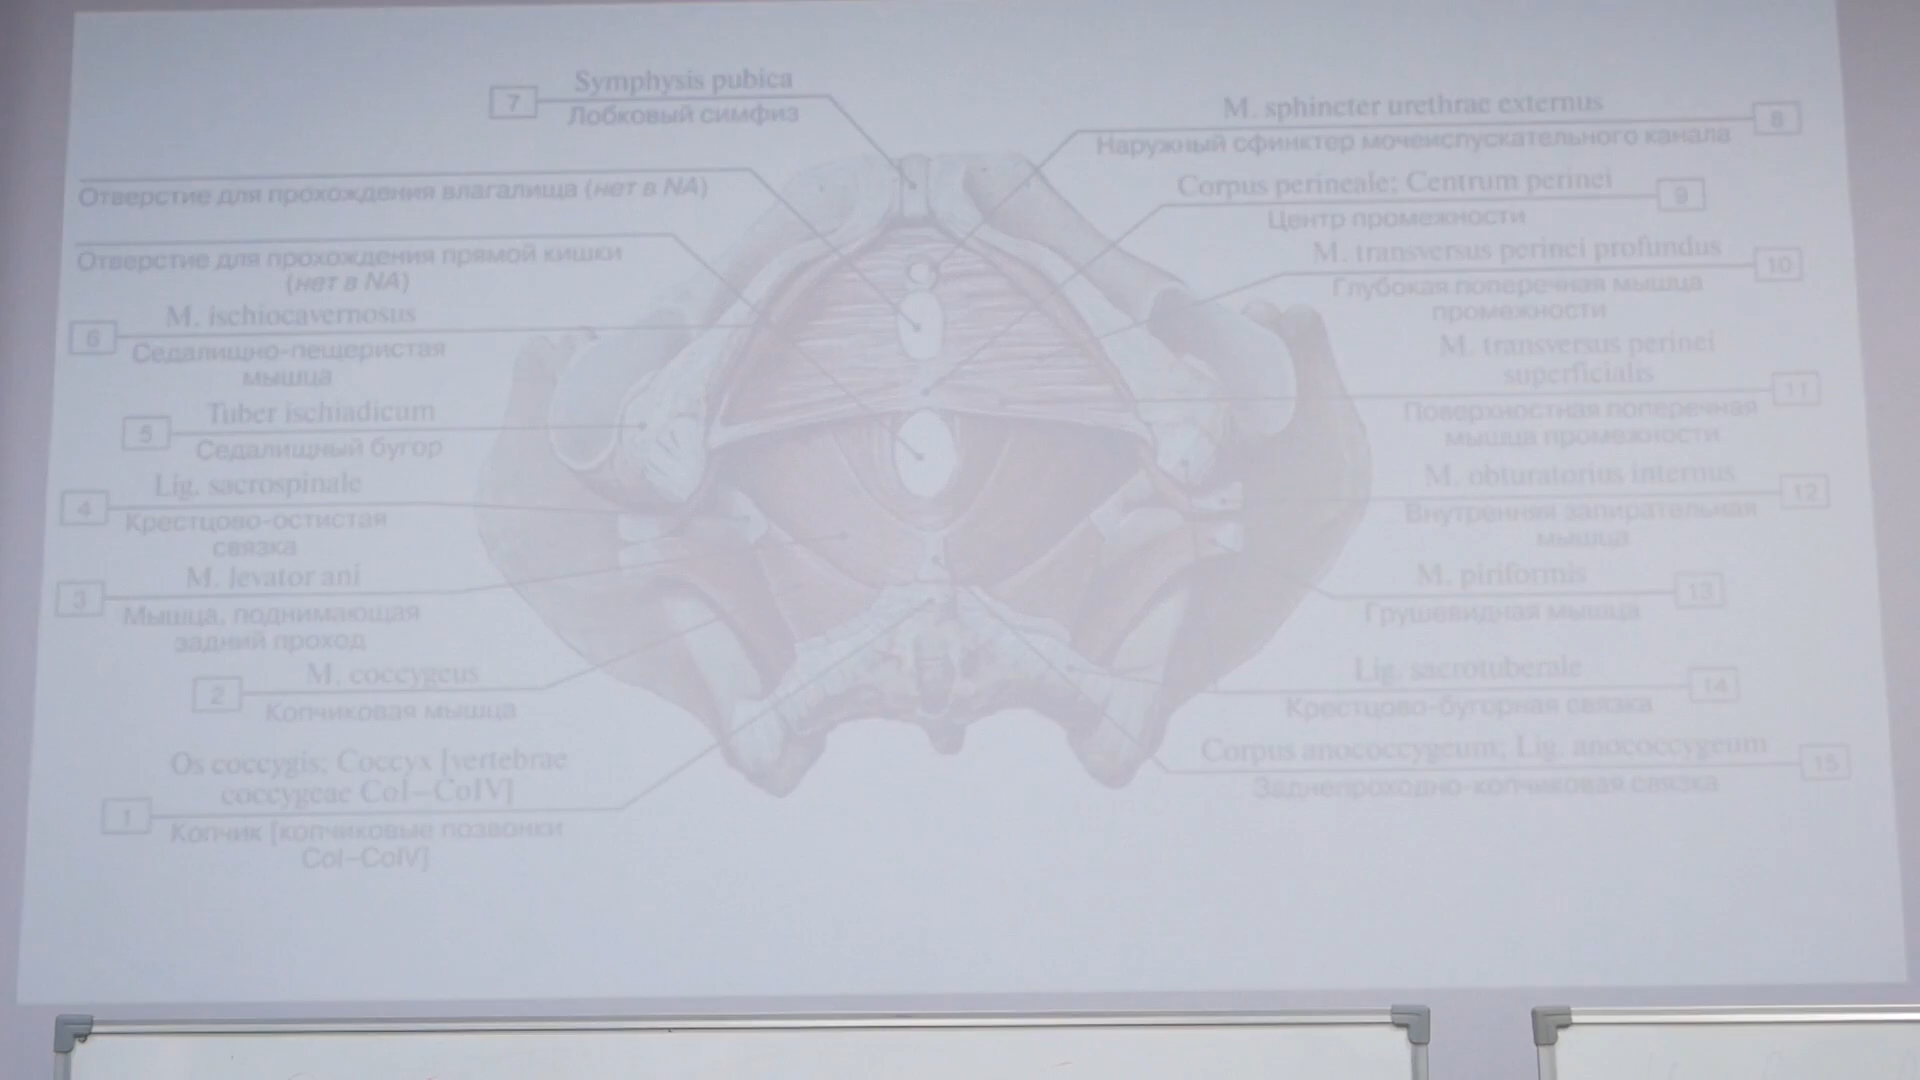 7
Symphysis pubica
Лобковый симфиз
Отверстие для прохождения влагалища (нет в NA)
Отверстие для прохождения прямой кишки
(нет в NA)
6
M. ischiocavernosus
Седалищно-пещеристая
мышца
5
Tuber ischiadicum
Седалищный бугор
4
Lig. sacrospinale
Крестцово-остистая
связка
3
M. levator ani
Мышца, поднимающая
задний проход
2
M. coccygeus
Копчиковая мышца
1
Os coccygis; Coccyx [vertebrae
coccygeae CoI–CoIV]
Копчик [копчиковые позвонки
CoI–CoIV]
M. sphincter urethrae externus
8
Наружный сфинктер мочеиспускательного канала
Corpus perineale; Centrum perinei
9
Центр промежности
M. transversus perinei profundus
10
Глубокая поперечная мышца
промежности
M. transversus perinei
superficialis
11
Поверхностная поперечная
мышца промежности
M. obturatorius internus
12
Внутренняя запирательная
мышца
M. piriformis
13
Грушевидная мышца
Lig. sacrotuberale
14
Крестцово-бугорная связка
Corpus anococcygeum; Lig. anococcygeum
15
Заднепроходно-копчиковая связка